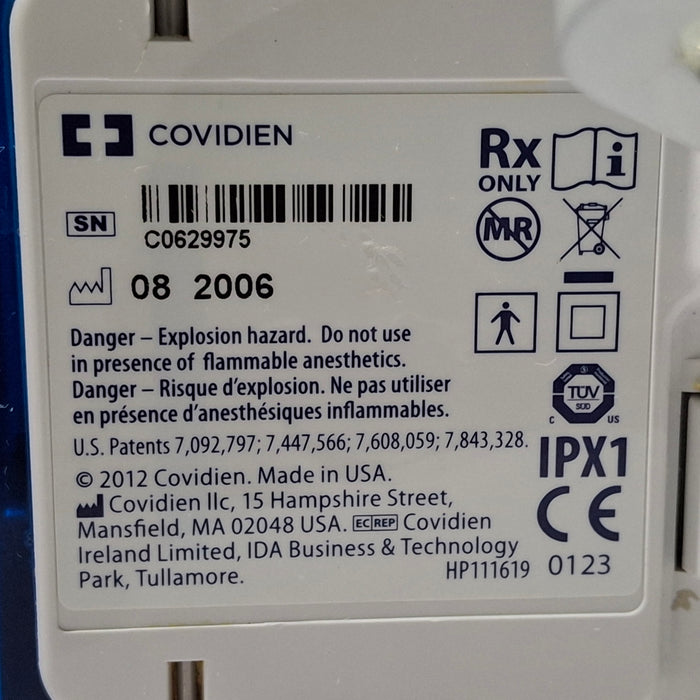 COVIDIEN
Rx
ONLY
SN
C0629975
MR
08 2006
Danger – Explosion hazard. Do not use
in presence of flammable anesthetics.
Danger – Risque d'explosion. Ne pas utiliser
en présence d'anesthésiques inflammables.
TÜV
SÜD
C US
U.S. Patents 7,092,797; 7,447,566; 7,608,059; 7,843,328.
IPX1
© 2012 Covidien. Made in USA.
Covidien llc, 15 Hampshire Street,
Mansfield, MA 02048 USA. EC REP Covidien
Ireland Limited, IDA Business & Technology
Park, Tullamore.
HP111619
CE
0123